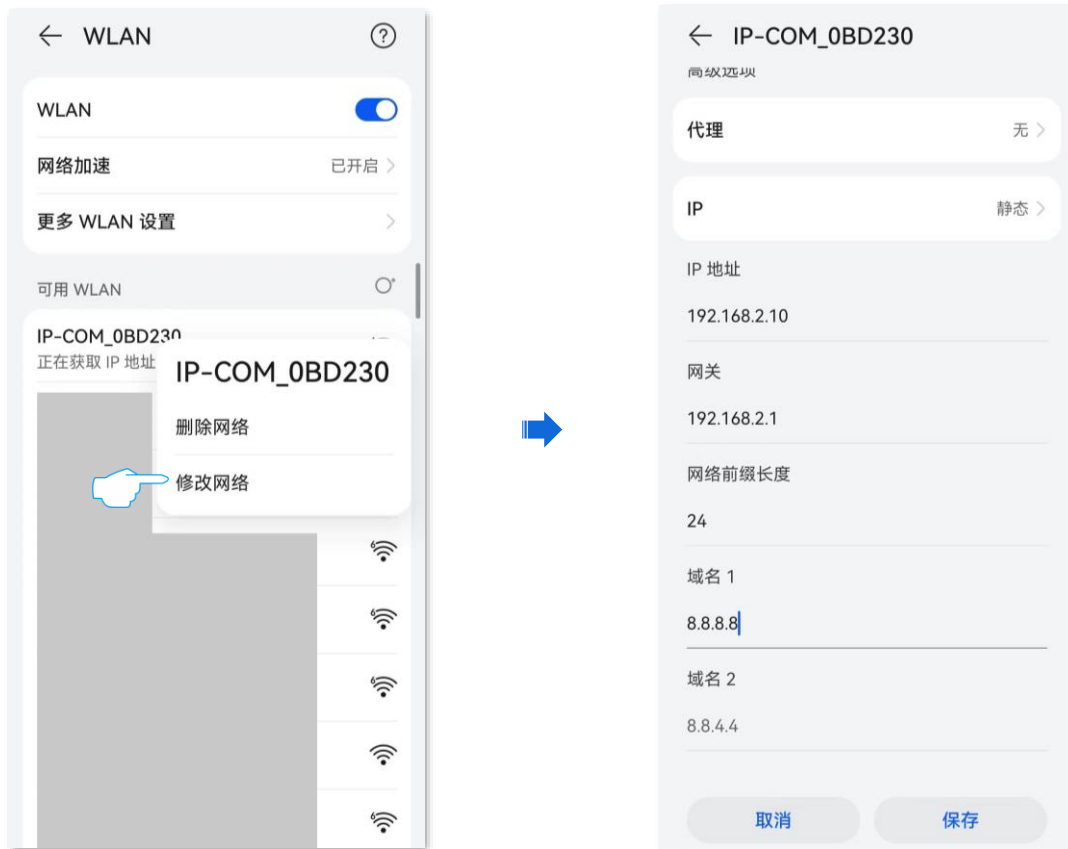 WLAN
WLAN
网络加速 已开启
更多 WLAN 设置
可用 WLAN
IP-COM_0BD230
正在获取 IP 地址
IP-COM_0BD230
删除网络
修改网络
IP-COM_0BD230
高级选项
代理 无
IP 静态
IP 地址
192.168.2.10
网关
192.168.2.1
网络前缀长度
24
域名 1
8.8.8.8
域名 2
8.8.4.4
取消 保存